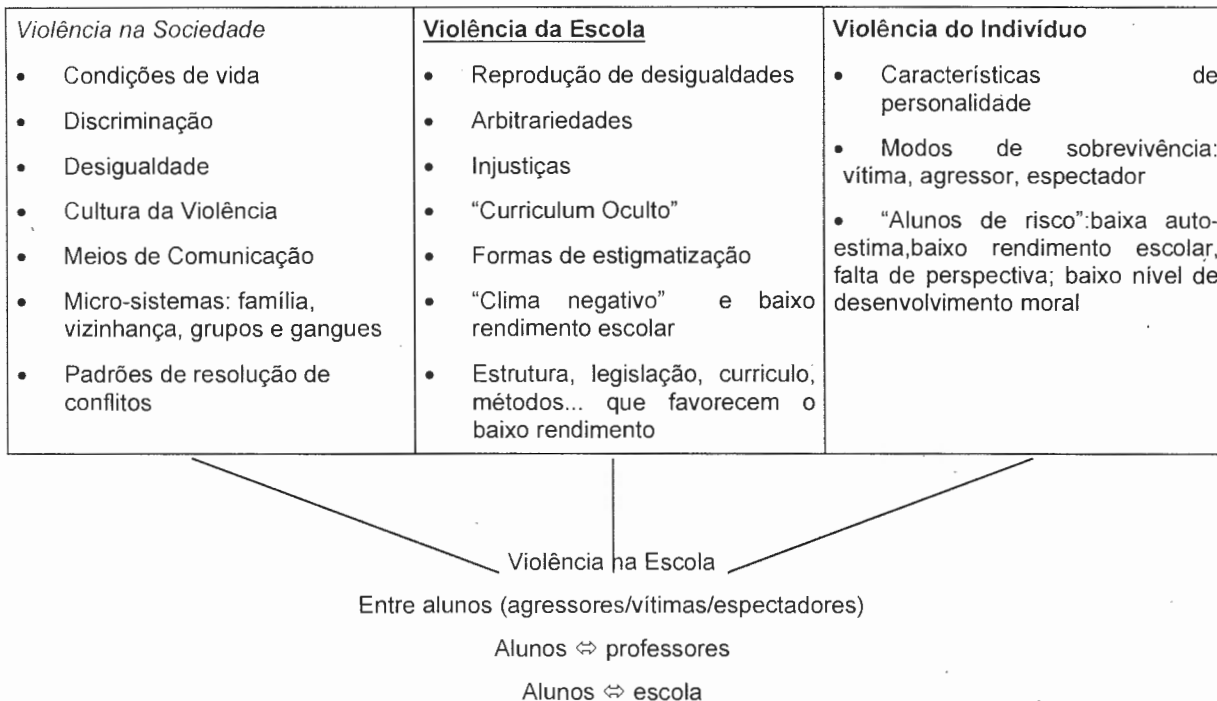 Violência na Sociedade
• Condições de vida
• Discriminação
• Desigualdade
• Cultura da Violência
• Meios de Comunicação
• Micro-sistemas: família,
vizinhança, grupos e gangues
• Padrões de resolução de
conflitos
Violência da Escola
• Reprodução de desigualdades
• Arbitrariedades
• Injustiças
• “Curriculum Oculto”
• Formas de estigmatização
• “Clima negativo” e baixo
rendimento escolar
• Estrutura, legislação, curriculo,
métodos... que favorecem o
baixo rendimento
Violência do Indivíduo
• Características de
personalidade
• Modos de sobrevivência:
vítima, agressor, espectador
• “Alunos de risco”:baixa auto-
estima,baixo rendimento escolar,
falta de perspectiva; baixo nível de
desenvolvimento moral
Violência na Escola
Entre alunos (agressores/vítimas/espectadores)
Alunos ⇔ professores
Alunos ⇔ escola